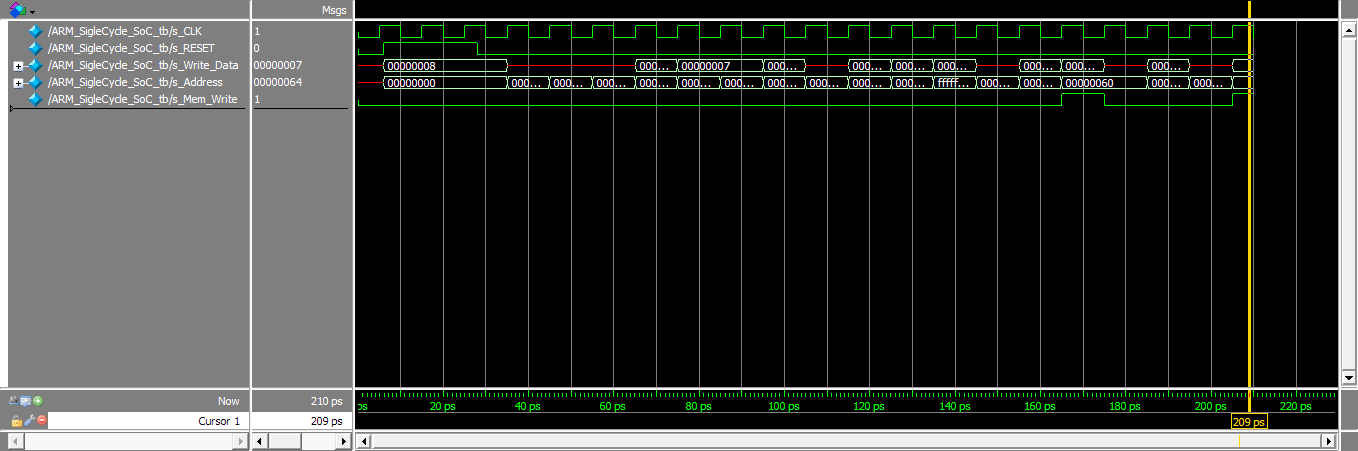 Msgs
/ARM_SigleCycle_SoC_tb/s_CLK 1
/ARM_SigleCycle_SoC_tb/s_RESET 0
/ARM_SigleCycle_SoC_tb/s_Write_Data 00000007 00000008 000... 00000007 000... 000... 000... 000... 000... 000... 000...
/ARM_SigleCycle_SoC_tb/s_Address 00000064 00000000 000... 000... 000... 000... 000... 000... 000... 000... 000... 000... ffff... 000... 000... 00000060 000... 000...
/ARM_SigleCycle_SoC_tb/s_Mem_Write 1
Now 210 ps ps 20 ps 40 ps 60 ps 80 ps 100 ps 120 ps 140 ps 160 ps 180 ps 200 ps 220 ps
Cursor 1 209 ps 209 ps